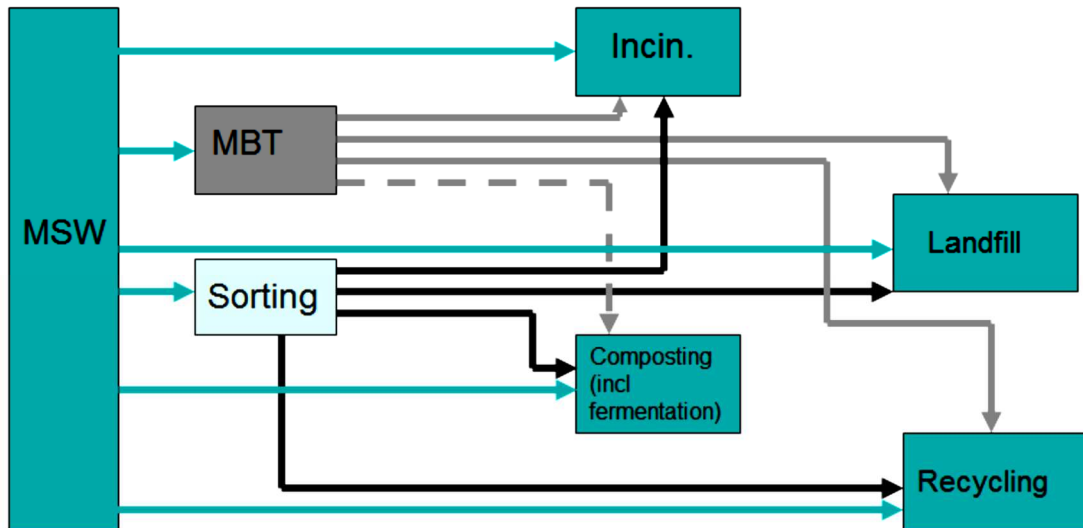 Incin.
MBT
MSW
Landfill
Sorting
Composting
(incl
fermentation)
Recycling